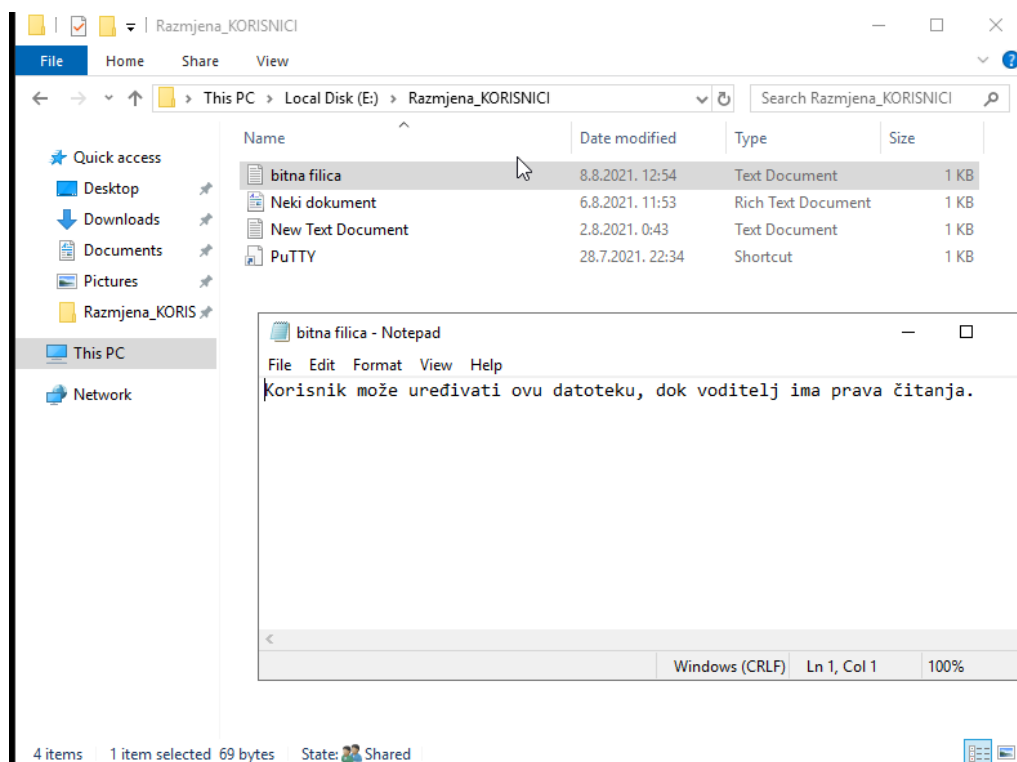 Razmjena_KORISNICI
File Home Share View
This PC > Local Disk (E:) > Razmjena_KORISNICI
Search Razmjena_KORISNICI
Name Date modified Type Size
Quick access
Desktop
Downloads
Documents
Pictures
Razmjena_KORIS
This PC
Network
bitna filica 8.8.2021. 12:54 Text Document 1 KB
Neki dokument 6.8.2021. 11:53 Rich Text Document 1 KB
New Text Document 2.8.2021. 0:43 Text Document 1 KB
PuTTY 28.7.2021. 22:34 Shortcut 1 KB
bitna filica - Notepad
File Edit Format View Help
Korisnik može uređivati ovu datoteku, dok voditelj ima prava čitanja.
Windows (CRLF) Ln 1, Col 1 100%
4 items 1 item selected 69 bytes State: Shared